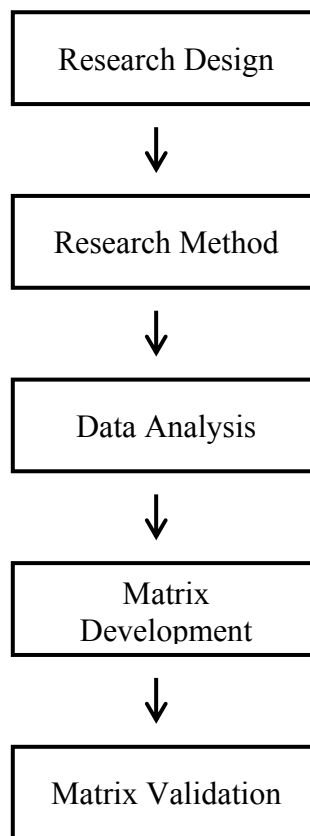 Research Design
Research Method
Data Analysis
Matrix
Development
Matrix Validation